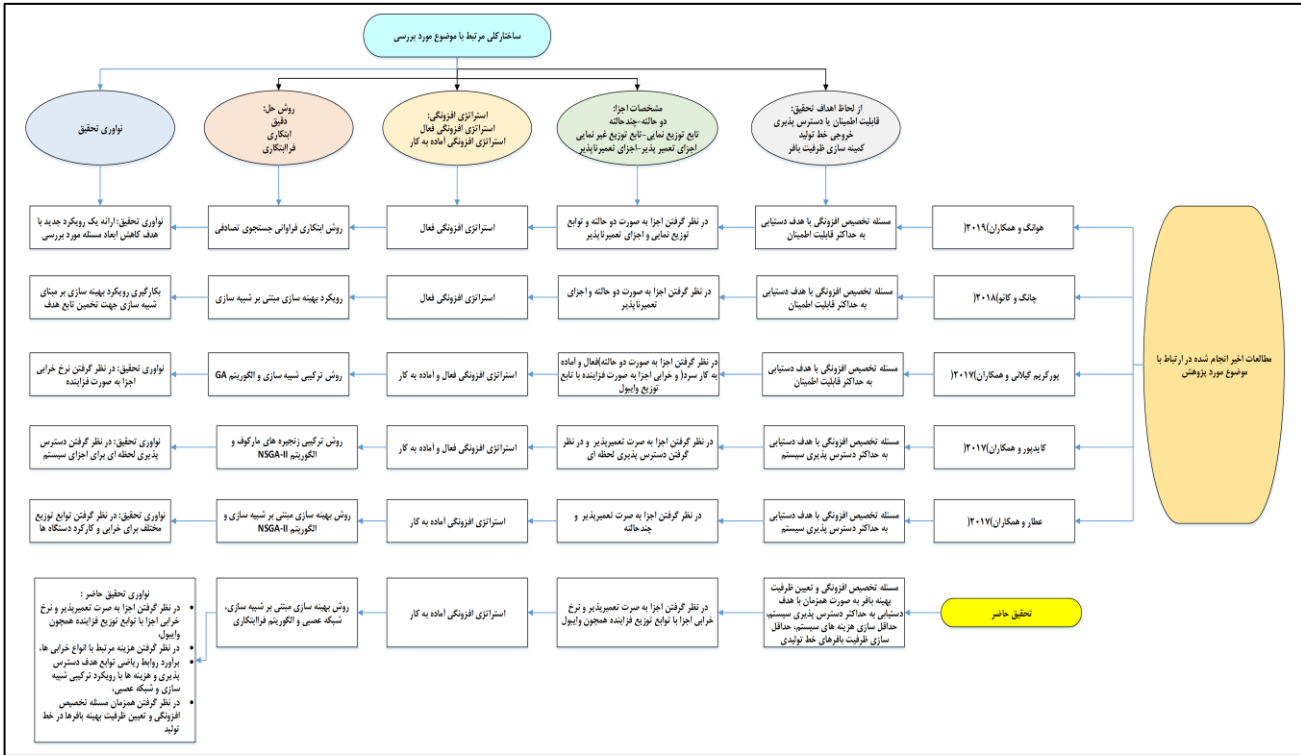 ساختارکلی مرتبط با موضوع مورد بررسی
از لحاظ اهداف تحقیق:
قابلیت اطمینان یا دسترس پذیری
خروجی خط تولید
کمینه سازی ظرفیت بافر
مشخصات اجزا:
دو حالته-چندحالته
تابع توزیع نمایی-تابع توزیع غیر نمایی
اجزای تعمیر پذیر-اجزای تعمیرناپذیر
استراتژی افزونگی:
استراتژی افزونگی فعال
استراتژی افزونگی آماده به کار
روش حل:
دقیق
ابتکاری
فراابتکاری
نوآوری تحقیق
مطالعات اخیر انجام شده در ارتباط با
موضوع مورد پژوهش
هوانگ و همکاران)۲۰۱۹(
مسئله تخصیص افزونگی با هدف دستیابی
به حداکثر قابلیت اطمینان
در نظر گرفتن اجزا به صورت دو حالته و توابع
توزیع نمایی و اجزای تعمیرناپذیر
استراتژی افزونگی فعال
روش ابتکاری فراوانی جستجوی تصادفی
نوآوری تحقیق: ارائه یک رویکرد جدید با
هدف کاهش ابعاد مسئله مورد بررسی
چانگ و کائو)۲۰۱۸(
مسئله تخصیص افزونگی با هدف دستیابی
به حداکثر قابلیت اطمینان
در نظر گرفتن اجزا به صورت دو حالته و اجزای
تعمیرناپذیر
استراتژی افزونگی فعال
رویکرد بهینه سازی مبتنی بر شبیه سازی
بکارگیری رویکرد بهینه سازی بر مبنای
شبیه سازی جهت تخمین تابع هدف
پورکریم گیلانی و همکاران)۲۰۱۷(
مسئله تخصیص افزونگی با هدف دستیابی
به حداکثر قابلیت اطمینان
در نظر گرفتن اجزا به صورت دو حالته)فعال و آماده
به کار سرد( و خرابی اجزا به صورت فزاینده با تابع
توزیع وایبول
استراتژی افزونگی فعال و آماده به کار
روش ترکیبی شبیه سازی و الگوریتم GA
نوآوری تحقیق: در نظر گرفتن نرخ خرابی
اجزا به صورت فزاینده
کایدپور و همکاران)۲۰۱۷(
مسئله تخصیص افزونگی با هدف دستیابی
به حداکثر دسترس پذیری سیستم
در نظر گرفتن اجزا به صرت تعمیرپذیر و در نظر
گرفتن دسترس پذیری لحظه ای
استراتژی افزونگی فعال و آماده به کار
روش ترکیبی زنجیره های مارکوف و
الگوریتم NSGA-II
نوآوری تحقیق: در نظر گرفتن دسترس
پذیری لحظه ای برای اجزای سیستم
عطار و همکاران)۲۰۱۷(
مسئله تخصیص افزونگی با هدف دستیابی
به حداکثر دسترس پذیری سیستم
در نظر گرفتن اجزا به صرت تعمیرپذیر و
چندحالته
استراتژی افزونگی آماده به کار
روش بهینه سازی مبتنی بر شبیه سازی و
الگوریتم NSGA-II
نوآوری تحقیق: در نظر گرفتن توابع توزیع
مختلف برای خرابی و کارکرد دستگاه ها
تحقیق حاضر
مسئله تخصیص افزونگی و تعیین ظرفیت
بهینه بافر به صورت همزمان با هدف
دستیابی به حداکثر دسترس پذیری سیستم،
حداقل سازی هزینه های سیستم، حداقل
سازی ظرفیت بافرهای خط تولیدی
در نظر گرفتن اجزا به صرت تعمیرپذیر و نرخ
خرابی اجزا با توابع توزیع فزاینده همچون وایبول
استراتژی افزونگی آماده به کار
روش بهینه سازی مبتنی بر شبیه سازی،
شبکه عصبی و الگوریتم فراابتکاری
نوآوری تحقیق حاضر :
• در نظر گرفتن اجزا به صرت تعمیرپذیر و نرخ
خرابی اجزا با توابع توزیع فزاینده همچون
وایبول،
• در نظر گرفتن هزینه مرتبط با انواع خرابی ها،
• برآورد روابط ریاضی توابع هدف دسترس
پذیری و هزینه ها با رویکرد ترکیبی شبیه
سازی و شبکه عصبی،
• در نظر گرفتن همزمان مسئله تخصیص
افزونگی و تعیین ظرفیت بهینه بافرها در خط
تولید